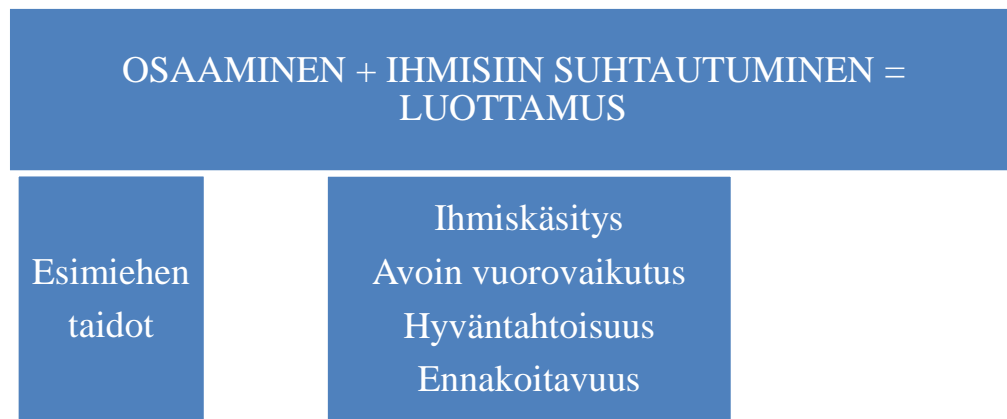 OSAAMINEN + IHMISIIN SUHTAUTUMINEN =
LUOTTAMUS
Esimiehen
taidot
Ihmiskäsitys
Avoin vuorovaikutus
Hyväntahtoisuus
Ennakoitavuus